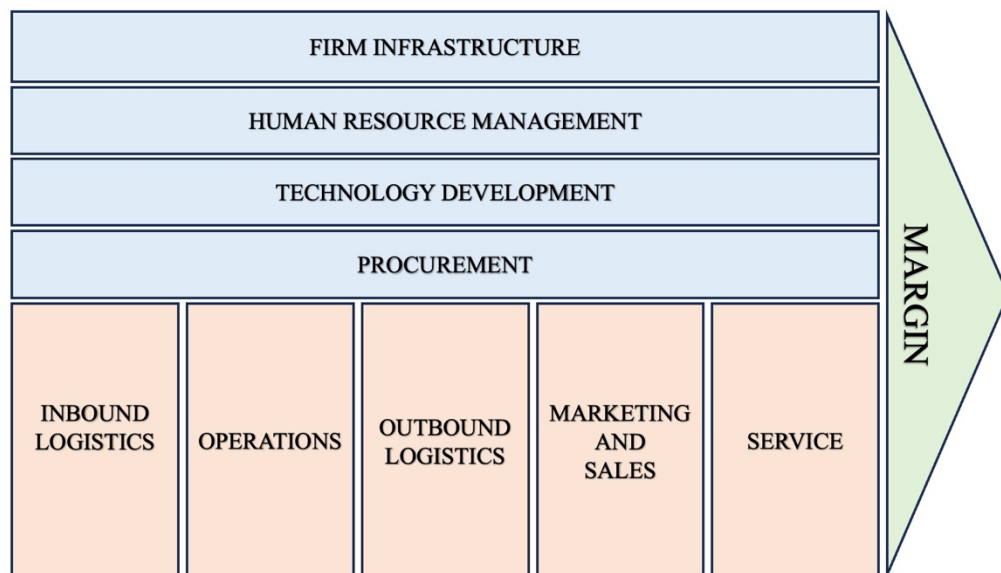 FIRM INFRASTRUCTURE
HUMAN RESOURCE MANAGEMENT
TECHNOLOGY DEVELOPMENT
PROCUREMENT
INBOUND
LOGISTICS
OPERATIONS
OUTBOUND
LOGISTICS
MARKETING
AND
SALES
SERVICE
MARGIN